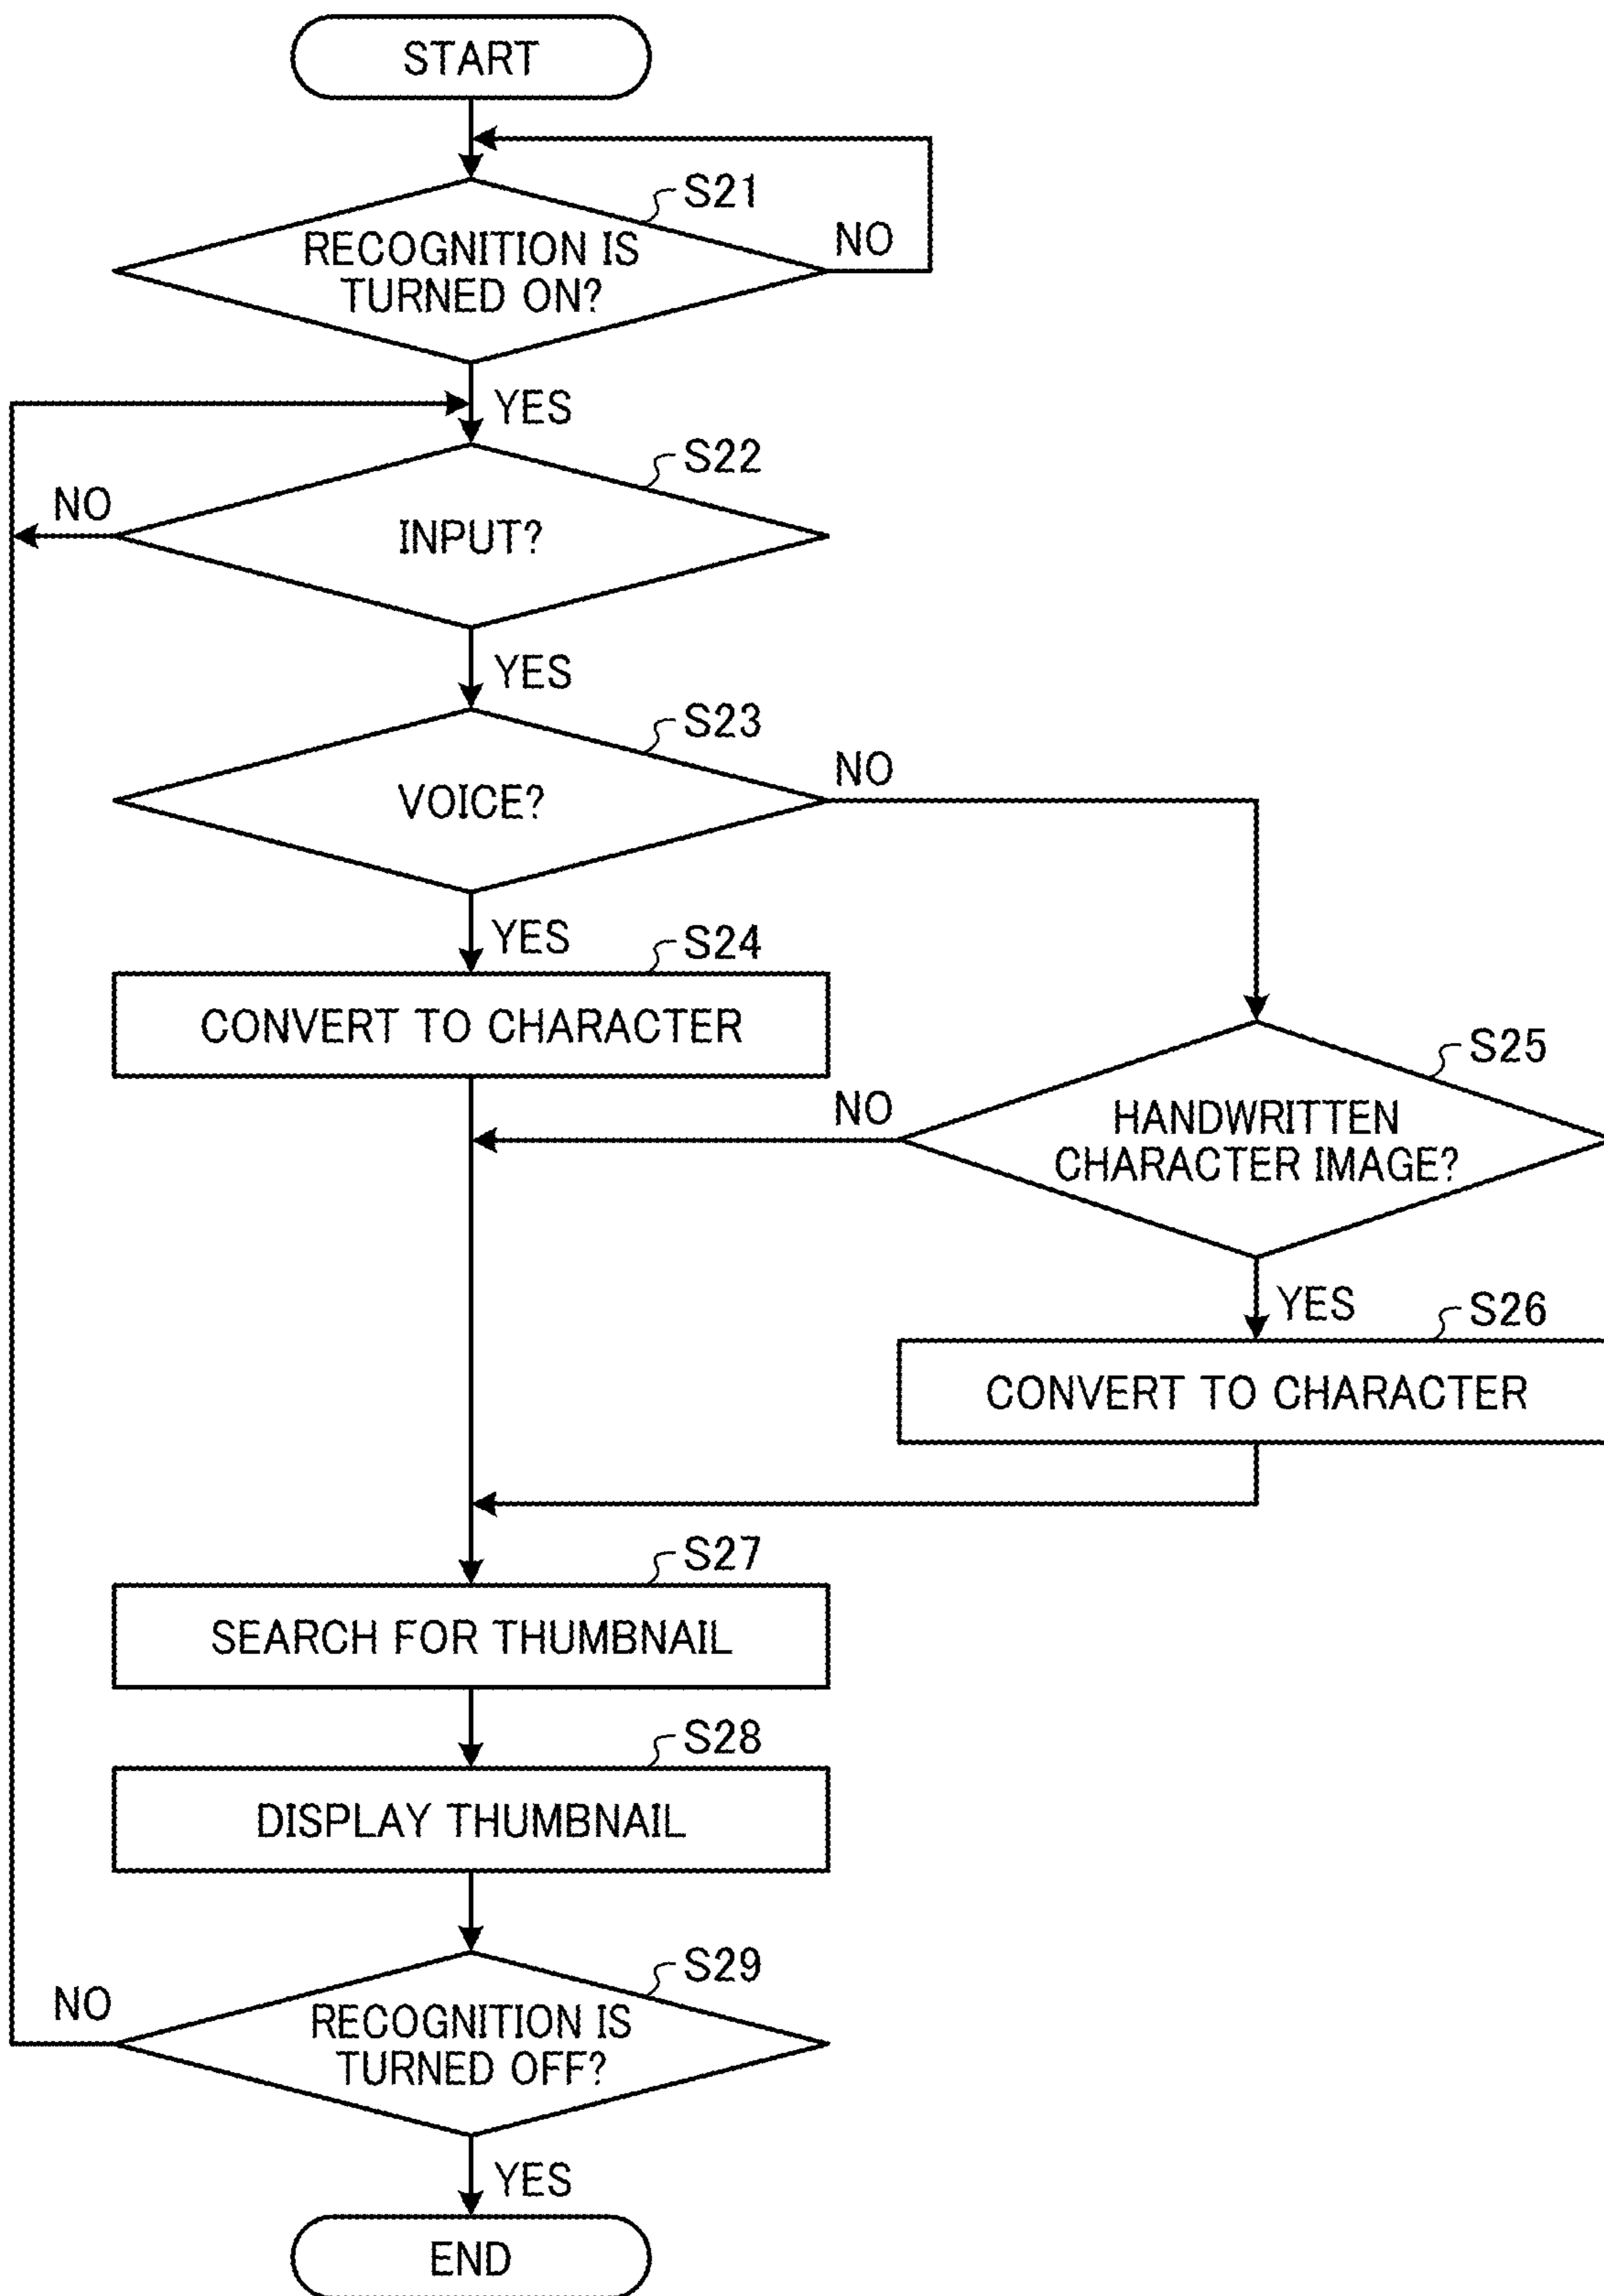 START
S21
RECOGNITION IS
TURNED ON?
NO
YES
S22
NO
INPUT?
YES
S23
VOICE?
NO
YES
S24
CONVERT TO CHARACTER
S25
NO
HANDWRITTEN
CHARACTER IMAGE?
YES
S26
CONVERT TO CHARACTER
S27
SEARCH FOR THUMBNAIL
S28
DISPLAY THUMBNAIL
S29
NO
RECOGNITION IS
TURNED OFF?
YES
END